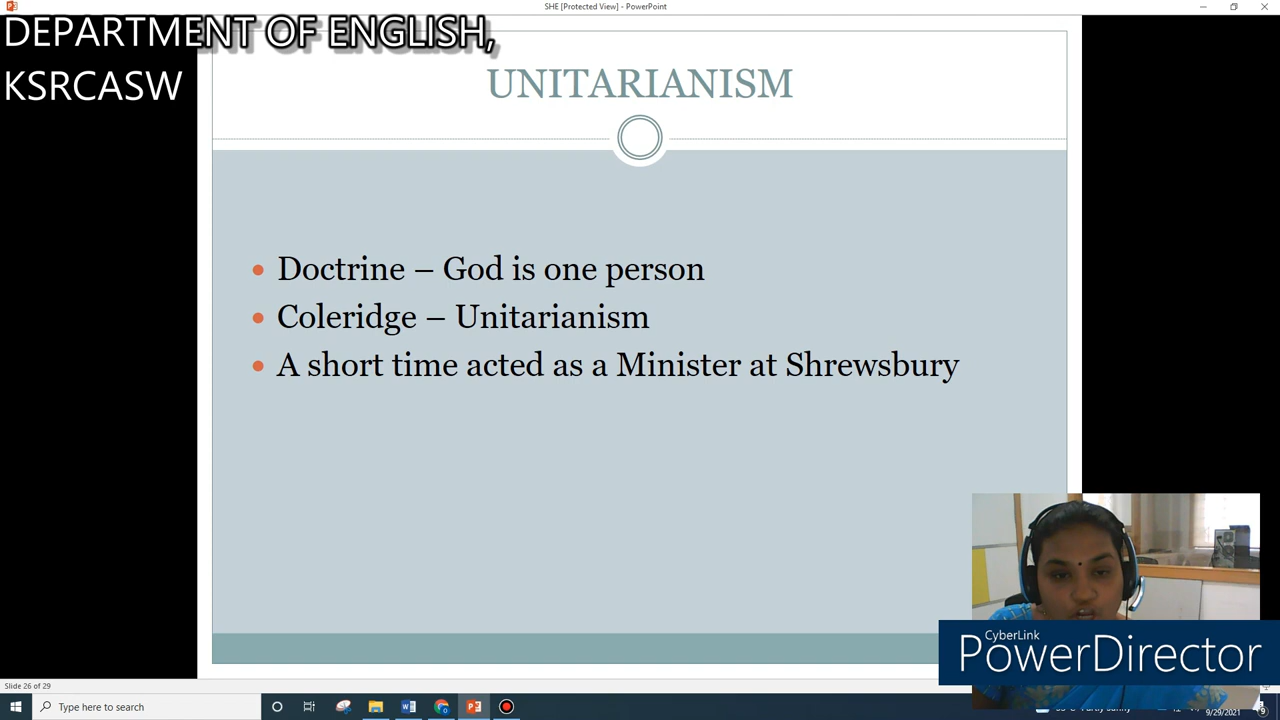 SHE [Protected View] - PowerPoint
DEPARTMENT OF ENGLISH,
KSRCASW
UNITARIANISM
Doctrine – God is one person
Coleridge – Unitarianism
A short time acted as a Minister at Shrewsbury
CyberLink
PowerDirector
Slide 26 of 29
Type here to search
9/29/2021